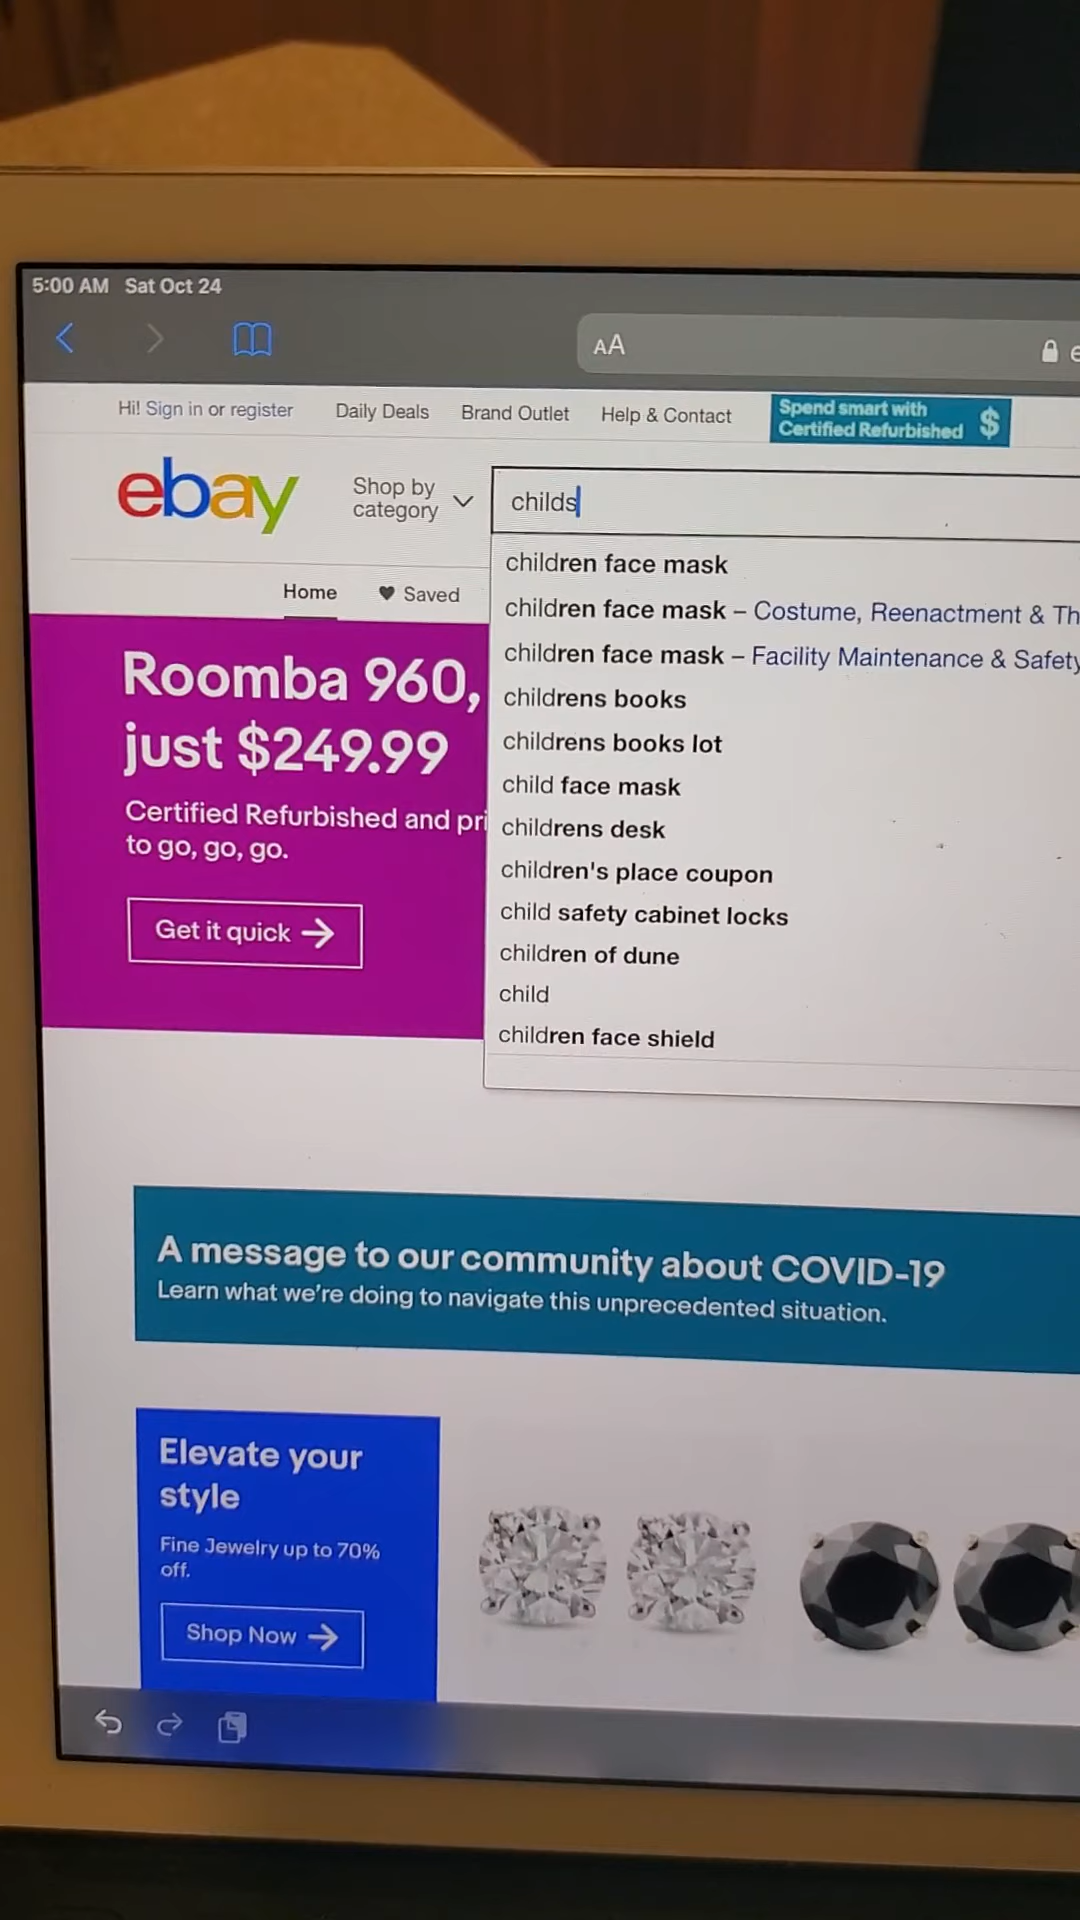 5:00 AM Sat Oct 24
AA
Hi! Sign in or register Daily Deals Brand Outlet Help & Contact
Spend smart with
Certified Refurbished $
ebay
Shop by
category
childs
Home Saved
children face mask
children face mask – Costume, Reenactment & Th
children face mask – Facility Maintenance & Safety
childrens books
childrens books lot
child face mask
childrens desk
children's place coupon
child safety cabinet locks
children of dune
child
children face shield
Roomba 960,
just $249.99
Certified Refurbished and pri
to go, go, go.
Get it quick
A message to our community about COVID-19
Learn what we're doing to navigate this unprecedented situation.
Elevate your
style
Fine Jewelry up to 70%
off.
Shop Now